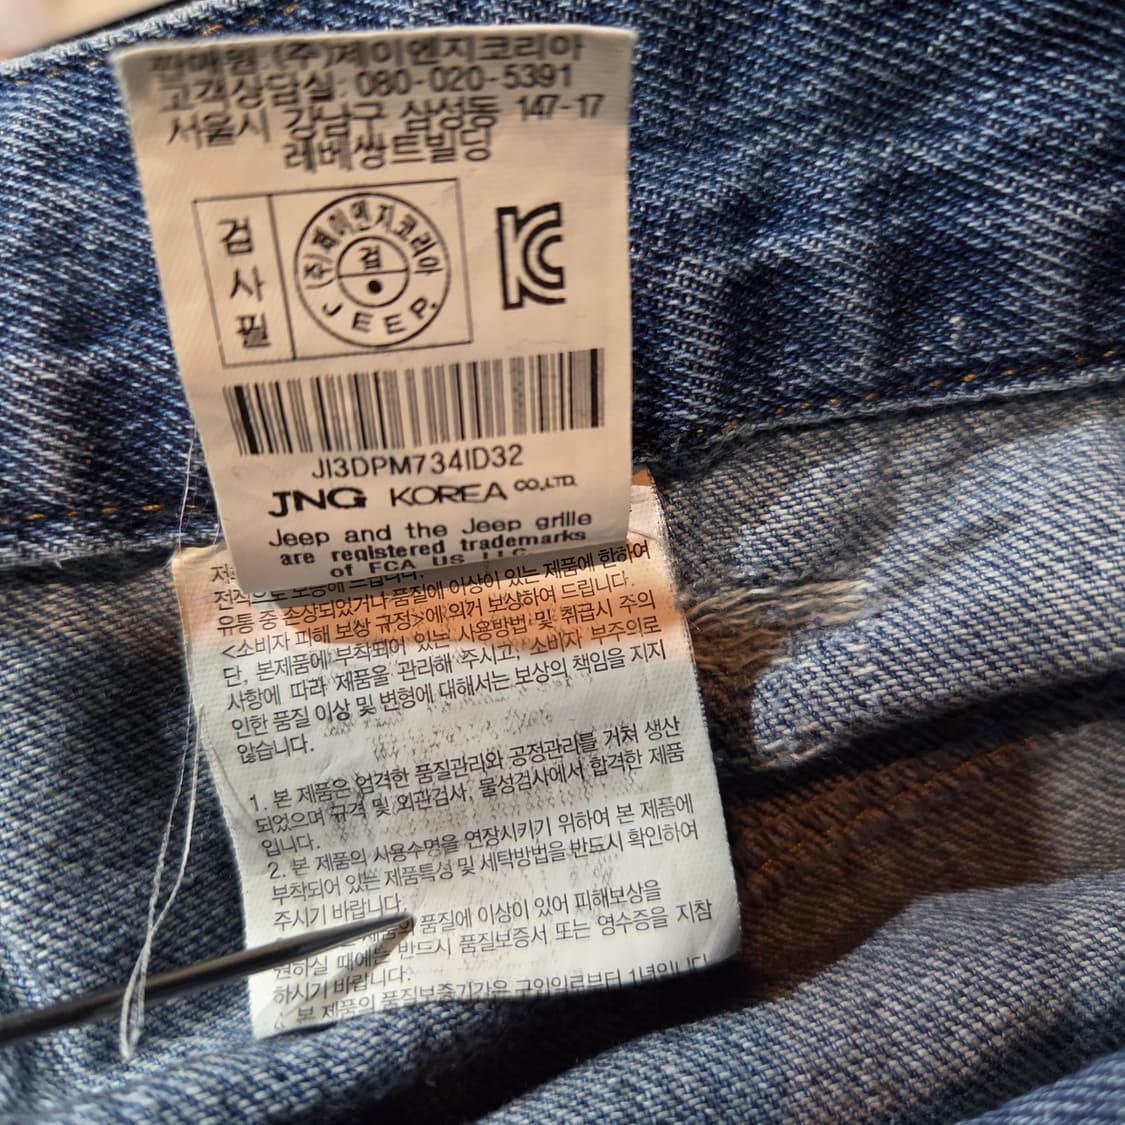 판매원 (주)제이엔지코리아
고객상담실 080-020-5391
서울시 강남구 삼성동 147-17
레베쌍트빌딩
검사필
(주)제이엔지코리아
검
JEEP.
JI3DPM734ID32
JNG KOREA CO.,LTD.
Jeep and the Jeep grille
are registered trademarks
of FCA US LLC
전적으로 보증해드립니다.
유통 중 손상되었거나 품질에 이상이 있는 제품에 한하여
<소비자 피해 보상 규정>에 의거 보상하여 드립니다.
단, 본제품에 부착되어 있는 사용방법 및 취급시 주의
사항에 따라 제품을 관리해 주시고, 소비자 부주의로
인한 품질 이상 및 변형에 대해서는 보상의 책임을 지지
않습니다.
1. 본 제품은 엄격한 품질관리와 공정관리를 거쳐 생산
되었으며 규격 및 외관검사, 물성검사에서 합격한 제품
입니다.
2. 본 제품의 사용수명을 연장시키기 위하여 본 제품에
부착되어 있는 제품특성 및 세탁방법을 반드시 확인하여
주시기 바랍니다.
제품의 품질에 이상이 있어 피해보상을
원하실 때에는 반드시 품질보증서 또는 영수증을 지참
하시기 바랍니다.
본 제품의 품질보증기간은 구입일로부터 1년입니다